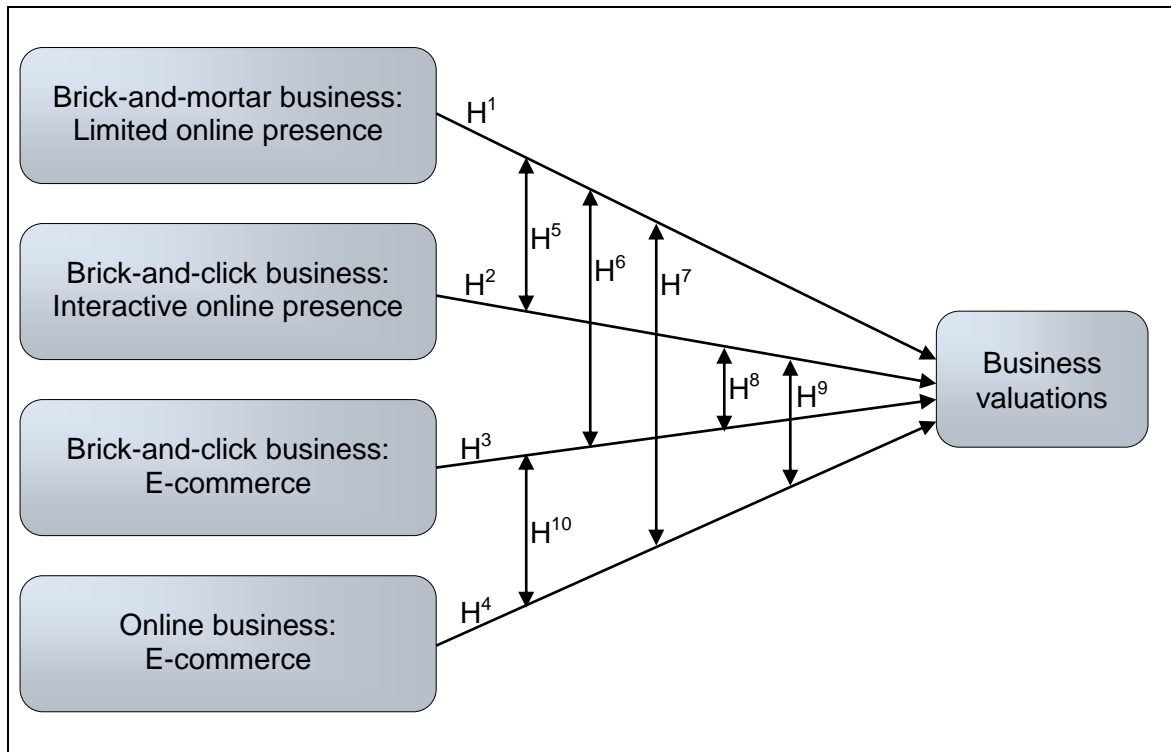 Brick-and-mortar business:
Limited online presence
H¹
H⁵
H⁶
H⁷
Brick-and-click business:
Interactive online presence
H²
H⁸
H⁹
Business
valuations
Brick-and-click business:
E-commerce
H³
H¹⁰
Online business:
E-commerce
H⁴